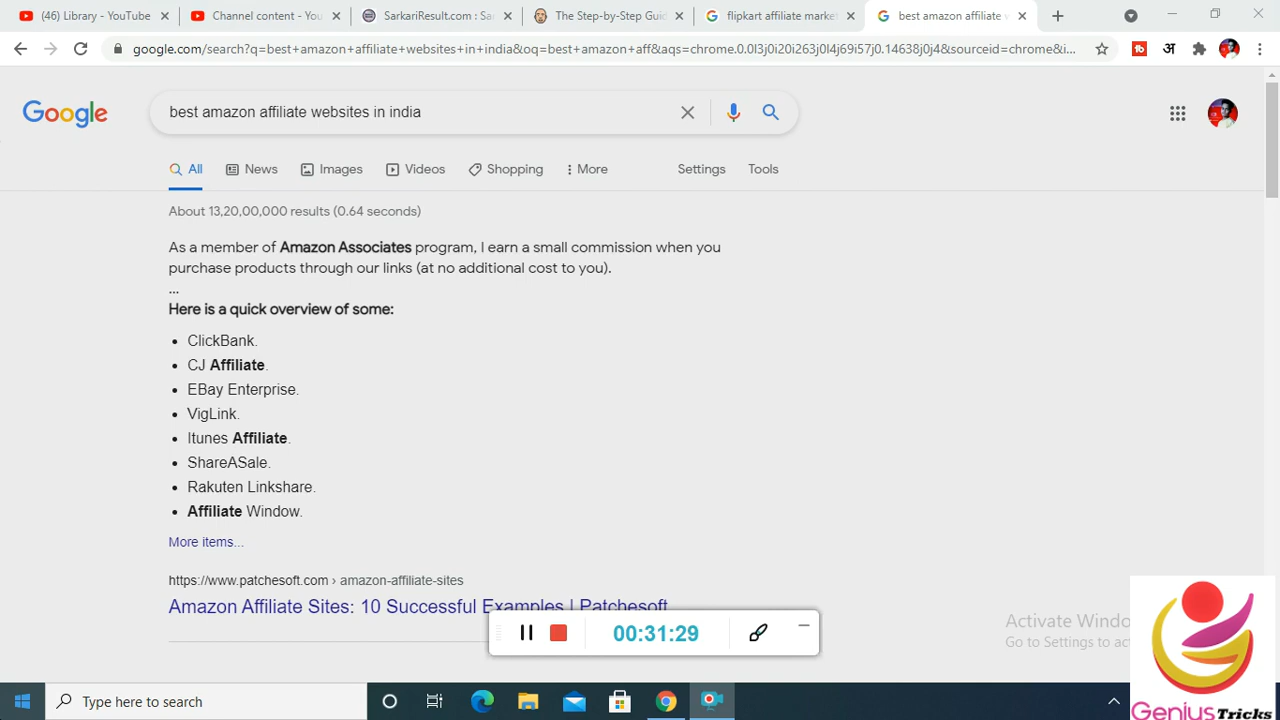 (46) Library - YouTube
Channel content - You
SarkariResult.com : Sar
The Step-by-Step Guid
flipkart affiliate market
best amazon affiliate w
google.com/search?q=best+amazon+affiliate+websites+in+india&oq=best+amazon+aff&aqs=chrome.0.0l3j0i20i263j0l4j69i57j0.14638j0j4&sourceid=chrome&i...
अ
Google
best amazon affiliate websites in india
All
News
Images
Videos
Shopping
More
Settings
Tools
About 13,20,00,000 results (0.64 seconds)
As a member of Amazon Associates program, I earn a small commission when you
purchase products through our links (at no additional cost to you).
...
Here is a quick overview of some:
ClickBank.
CJ Affiliate.
EBay Enterprise.
VigLink.
Itunes Affiliate.
ShareASale.
Rakuten Linkshare.
Affiliate Window.
More items...
https://www.patchesoft.com › amazon-affiliate-sites
Amazon Affiliate Sites: 10 Successful Examples | Patchesoft
00:31:29
Activate Windo
Go to Settings to act
Type here to search
Genius Tricks